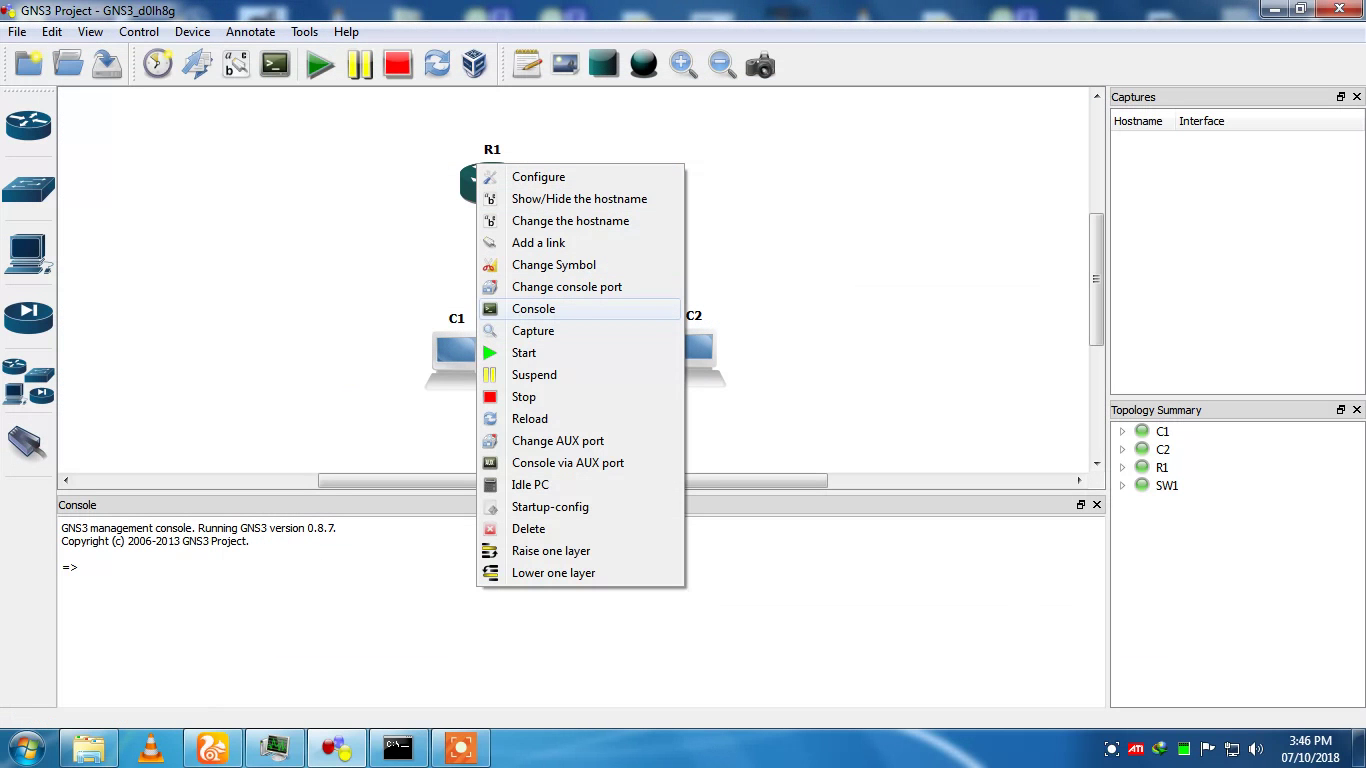 GNS3 Project - GNS3_d0lh8g
File Edit View Control Device Annotate Tools Help
R1
C1
C2
Configure
Show/Hide the hostname
Change the hostname
Add a link
Change Symbol
Change console port
Console
Capture
Start
Suspend
Stop
Reload
Change AUX port
Console via AUX port
Idle PC
Startup-config
Delete
Raise one layer
Lower one layer
Captures
Hostname Interface
Topology Summary
C1
C2
R1
SW1
Console
GNS3 management console. Running GNS3 version 0.8.7.
Copyright (c) 2006-2013 GNS3 Project.
=>
C:\_
ATI
3:46 PM
07/10/2018